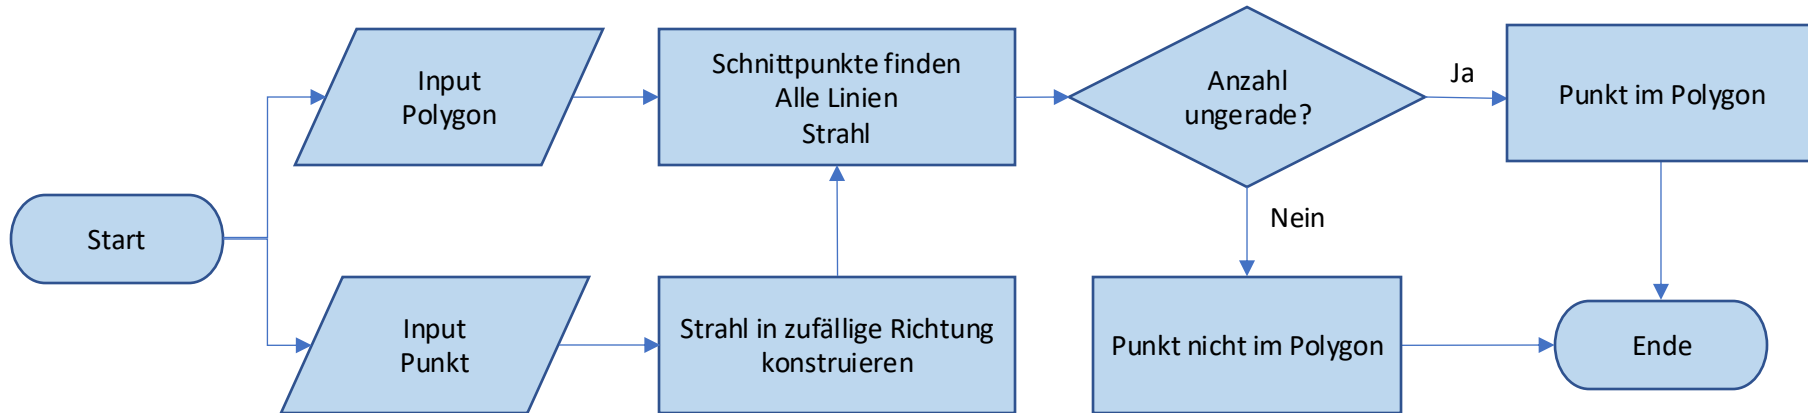 Start
Input
Polygon
Input
Punkt
Schnittpunkte finden
Alle Linien
Strahl
Strahl in zufällige Richtung
konstruieren
Anzahl
ungerade?
Ja
Nein
Punkt im Polygon
Punkt nicht im Polygon
Ende